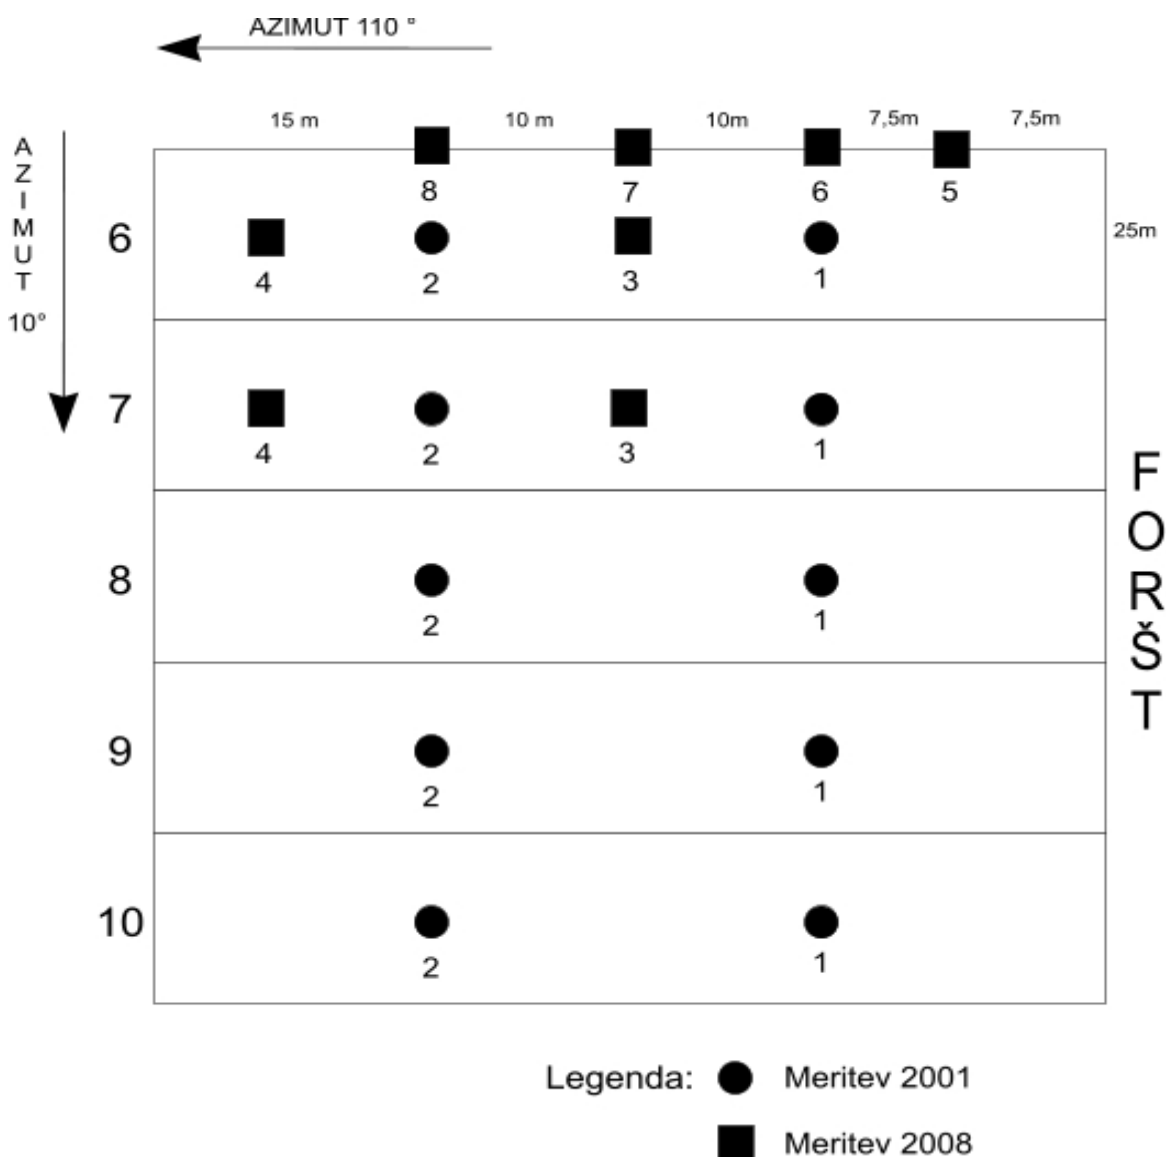 AZIMUT 110 °
15 m 10 m 10m 7,5m 7,5m
AZIMUT
10°
8 7 6 5
6
25m
4 2 3 1
7
4 2 3 1
FORŠT
8
2 1
9
2 1
10
2 1
Legenda: Meritev 2001
Meritev 2008